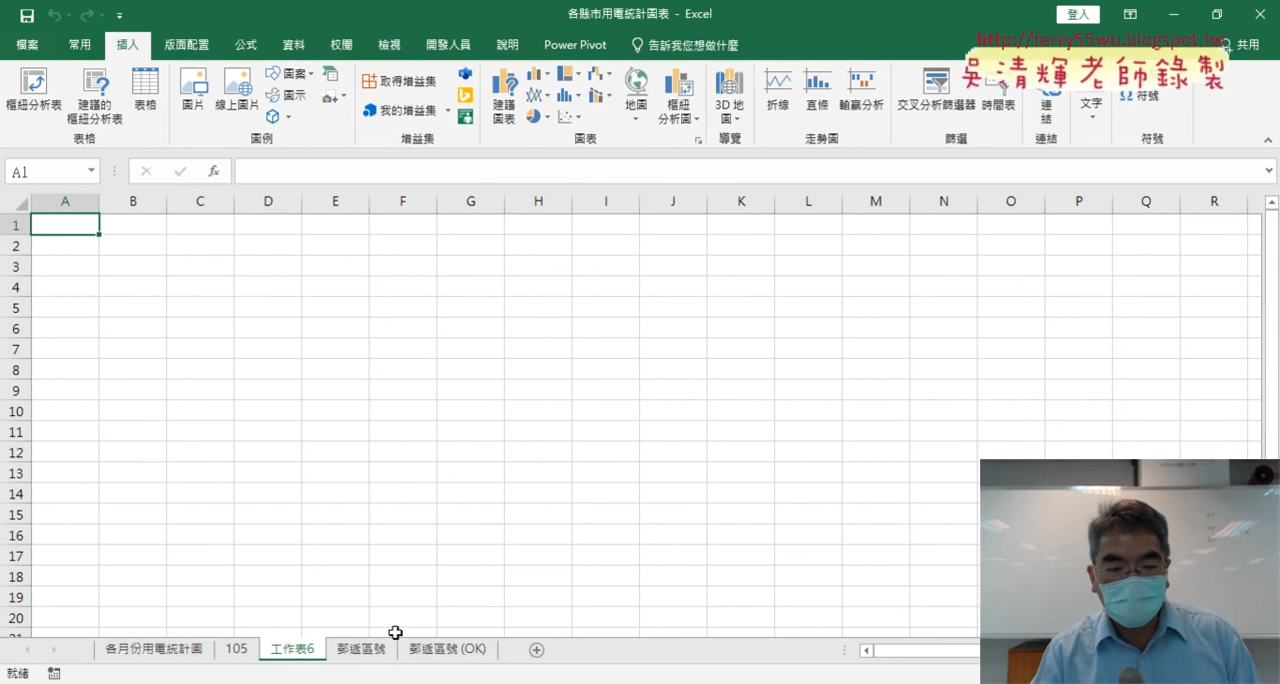 各縣市用電統計圖表 - Excel
登入
檔案 常用 插入 版面配置 公式 資料 校閱 檢視 開發人員 說明 Power Pivot 告訴我您想做什麼
http://terry55wu.blogspot.tw
共用
吳清輝老師錄製
樞紐分析表 建議的 樞紐分析表 表格
圖片 線上圖片 圖案 圖示
取得增益集
我的增益集
建議 圖表
地圖 樞紐 分析圖
3D 地 圖
折線 直條 輸贏分析
交叉分析篩選器 時間表
連 結
文字
Ω 符號
表格 圖例 增益集 圖表 導覽 走勢圖 篩選 連結 符號
A1
fx
A B C D E F G H I J K L M N O P Q R
1
2
3
4
5
6
7
8
9
10
11
12
13
14
15
16
17
18
19
20
各月份用電統計圖 105 工作表6 郵遞區號 郵遞區號 (OK)
就緒